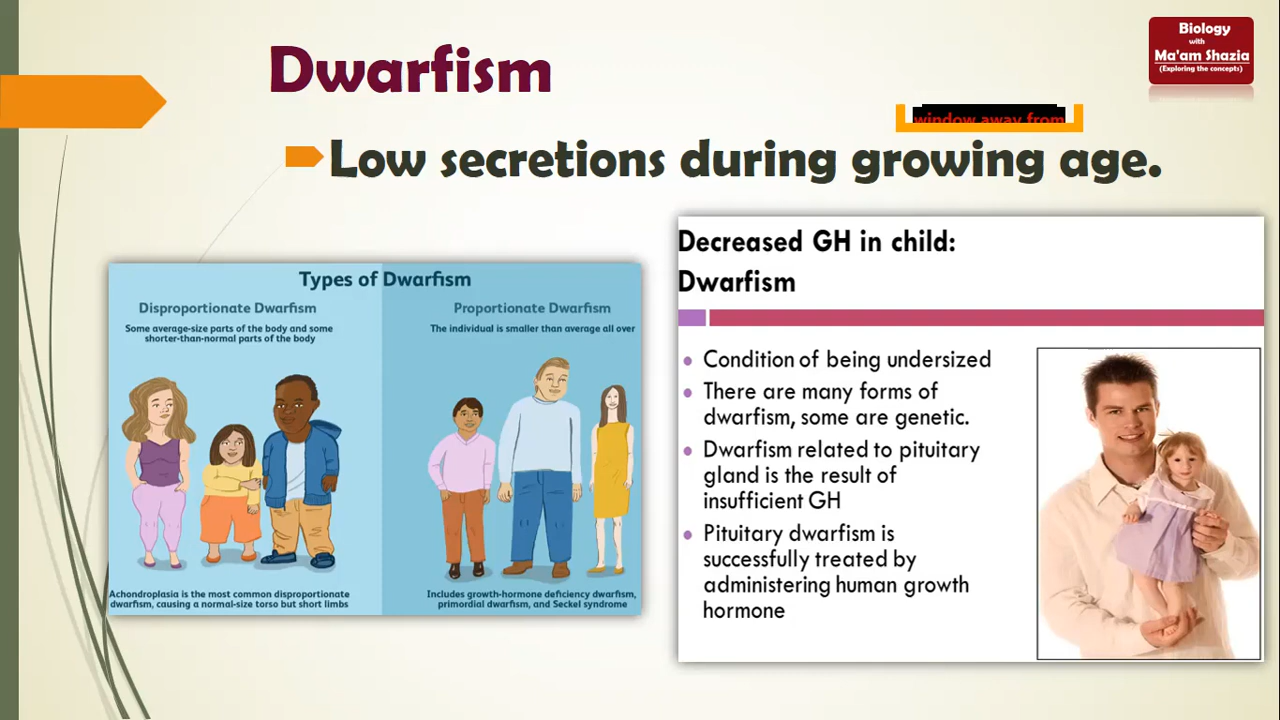 Dwarfism
Biology
with
Ma'am Shazia
(Exploring the concepts)
window away from
Low secretions during growing age.
Types of Dwarfism
Disproportionate Dwarfism
Some average-size parts of the body and some
shorter-than-normal parts of the body
Achondroplasia is the most common disproportionate
dwarfism, causing a normal-size torso but short limbs
Proportionate Dwarfism
The individual is smaller than average all over
Includes growth-hormone deficiency dwarfism,
primordial dwarfism, and Seckel syndrome
Decreased GH in child:
Dwarfism
Condition of being undersized
There are many forms of
dwarfism, some are genetic.
Dwarfism related to pituitary
gland is the result of
insufficient GH
Pituitary dwarfism is
successfully treated by
administering human growth
hormone